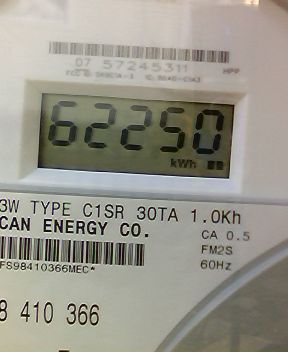 07 57245311
HPP
62250
kWh
3W TYPE C1SR 30TA 1.0Kh
CAN ENERGY CO.
CA 0.5
FM2S
60Hz
FS98410366MEC*
8 410 366